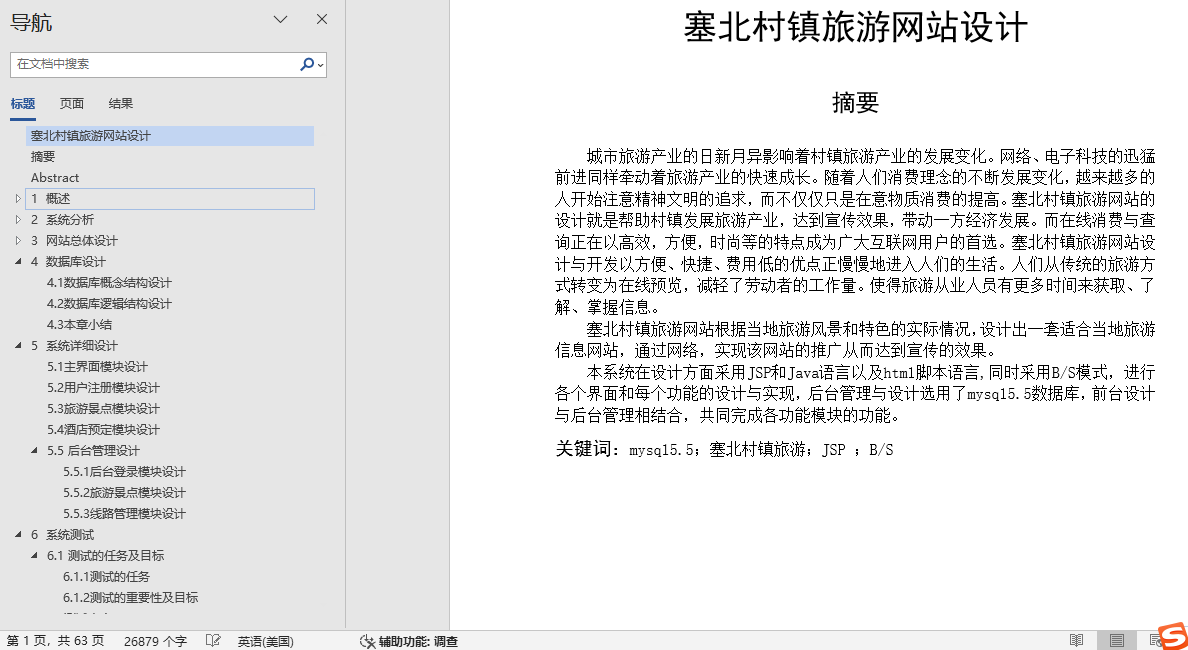 导航
在文档中搜索
标题 页面 结果
塞北村镇旅游网站设计
摘要
Abstract
1 概述
2 系统分析
3 网站总体设计
4 数据库设计
4.1数据库概念结构设计
4.2数据库逻辑结构设计
4.3本章小结
5 系统详细设计
5.1主界面模块设计
5.2用户注册模块设计
5.3旅游景点模块设计
5.4酒店预定模块设计
5.5 后台管理设计
5.5.1后台登录模块设计
5.5.2旅游景点模块设计
5.5.3线路管理模块设计
6 系统测试
6.1 测试的任务及目标
6.1.1测试的任务
6.1.2测试的重要性及目标
塞北村镇旅游网站设计
摘要
城市旅游产业的日新月异影响着村镇旅游产业的发展变化。网络、电子科技的迅猛
前进同样牵动着旅游产业的快速成长。随着人们消费理念的不断发展变化，越来越多的
人开始注意精神文明的追求，而不仅仅只是在意物质消费的提高。塞北村镇旅游网站的
设计就是帮助村镇发展旅游产业，达到宣传效果，带动一方经济发展。而在线消费与查
询正在以高效，方便，时尚等的特点成为广大互联网用户的首选。塞北村镇旅游网站设
计与开发以方便、快捷、费用低的优点正慢慢地进入人们的生活。人们从传统的旅游方
式转变为在线预览，减轻了劳动者的工作量。使得旅游从业人员有更多时间来获取、了
解、掌握信息。
塞北村镇旅游网站根据当地旅游风景和特色的实际情况,设计出一套适合当地旅游
信息网站，通过网络，实现该网站的推广从而达到宣传的效果。
本系统在设计方面采用JSP和Java语言以及html脚本语言,同时采用B/S模式，进行
各个界面和每个功能的设计与实现，后台管理与设计选用了mysql5.5数据库，前台设计
与后台管理相结合，共同完成各功能模块的功能。
关键词：mysql5.5；塞北村镇旅游；JSP ；B/S
第 1 页，共 63 页 26879 个字 英语(美国) 辅助功能: 调查